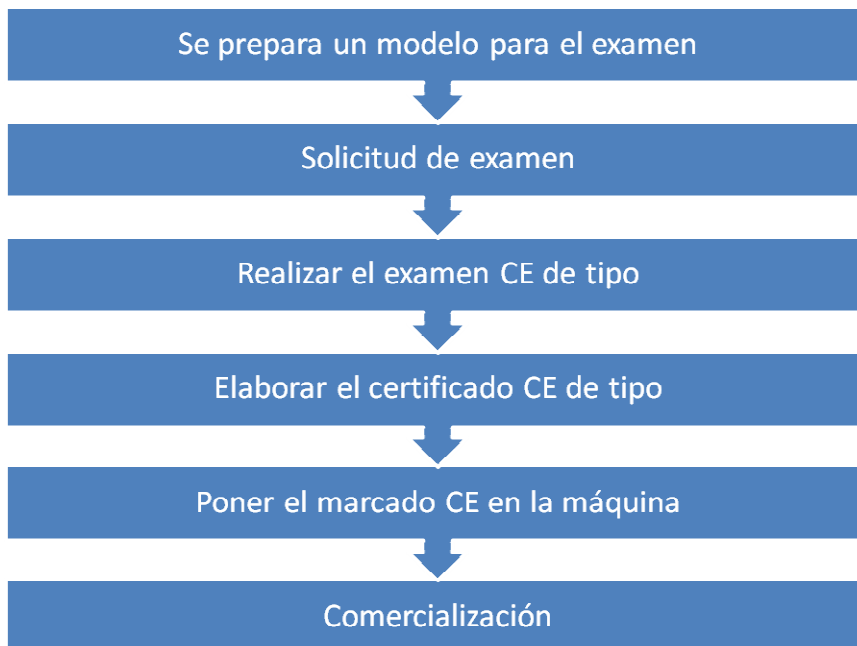 Se prepara un modelo para el examen
Solicitud de examen
Realizar el examen CE de tipo
Elaborar el certificado CE de tipo
Poner el marcado CE en la máquina
Comercialización